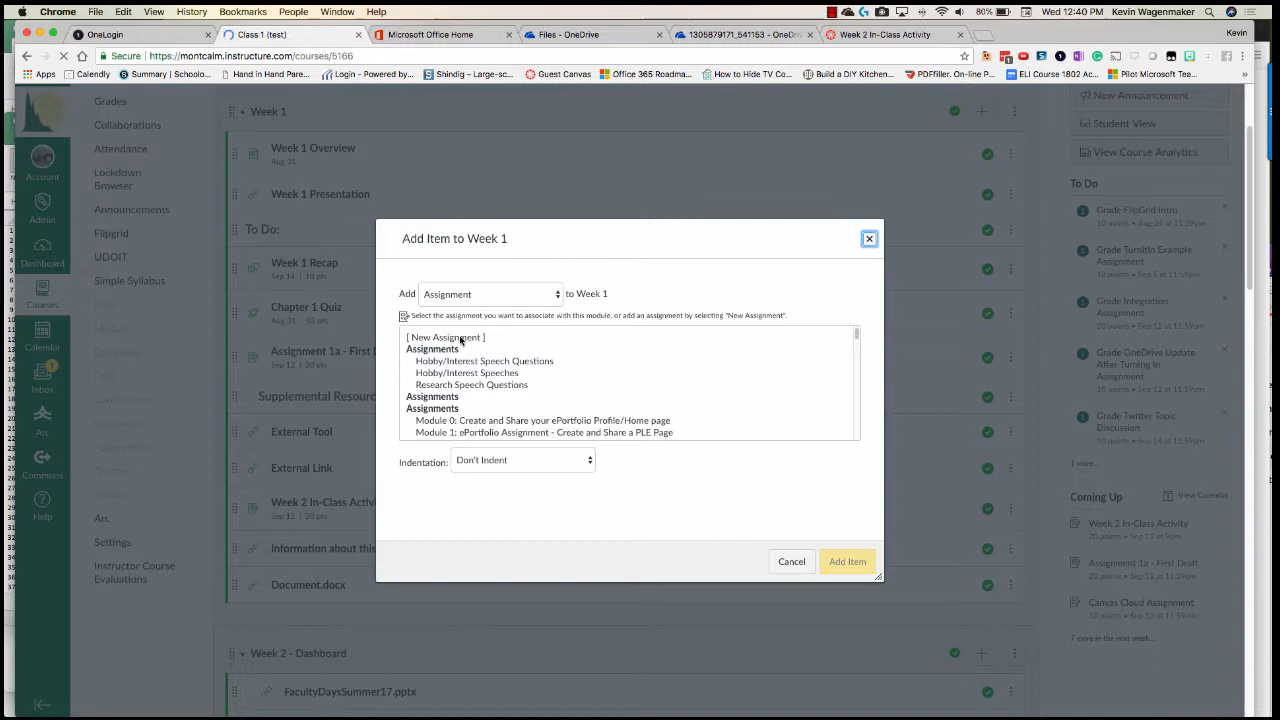 Chrome File Edit View History Bookmarks People Window Help 80% Wed 12:40 PM Kevin Wagenmaker
OneLogin Class 1 (test) Microsoft Office Home Files - OneDrive 1305879171_541153 - OneDri Week 2 In-Class Activity Kevin
Secure https://montcalm.instructure.com/courses/5166
Apps Calendly Summary | Schoolo... Hand in Hand Pare... Login - Powered by... Shindig – Large-sc... Guest Canvas Office 365 Roadma... How to Hide TV Co... Build a DIY Kitchen... PDFfiller. On-line P... ELI Course 1802 Ac... Pilot Microsoft Tea...
Account
Admin
Dashboard
Courses
Calendar
Inbox
1
Arc
Commons
Help
Grades
Collaborations
Attendance
Lockdown
Browser
Announcements
Flipgrid
UDOIT
Simple Syllabus
Arc
Settings
Instructor Course
Evaluations
Week 1
Week 1 Overview
Aug 31
Week 1 Presentation
To Do:
Week 1 Recap
Sep 14 | 10 pts
Chapter 1 Quiz
Aug 31 - 50 pts
Assignment 1a - First D
Sep 12 | 20 pts
Supplemental Resourc
External Tool
External Link
Week 2 In-Class Activi
Sep 12 | 20 pts
Information about this
Document.docx
Week 2 - Dashboard
FacultyDaysSummer17.pptx
Add Item to Week 1
Add Assignment to Week 1
Select the assignment you want to associate with this module, or add an assignment by selecting "New Assignment".
[ New Assignment ]
Assignments
Hobby/Interest Speech Questions
Hobby/Interest Speeches
Research Speech Questions
Assignments
Assignments
Module 0: Create and Share your ePortfolio Profile/Home page
Module 1: ePortfolio Assignment - Create and Share a PLE Page
Indentation: Don't Indent
Cancel Add Item
New Announcement
Student View
View Course Analytics
To Do
Grade FlipGrid Intro
10 points • Aug 24 at 11:59pm
Grade TurnItIn Example
Assignment
10 points • Sep 5 at 11:59pm
Grade Integration
Assignment
10 points • Sep 12 at 11:59pm
Grade OneDrive Update
After Turning In
Assignment
10 points • Sep 12 at 11:59pm
Grade Twitter Topic
Discussion
10 points • Sep 14 at 11:59pm
1 more...
Coming Up View Calendar
Week 2 In-Class Activity
20 points • Sep 12 at 9pm
Assignment 1a - First Draft
20 points • Sep 12 at 11:59pm
Canvas Cloud Assignment
10 points • Sep 12 at 11:59pm
7 more in the next week ...